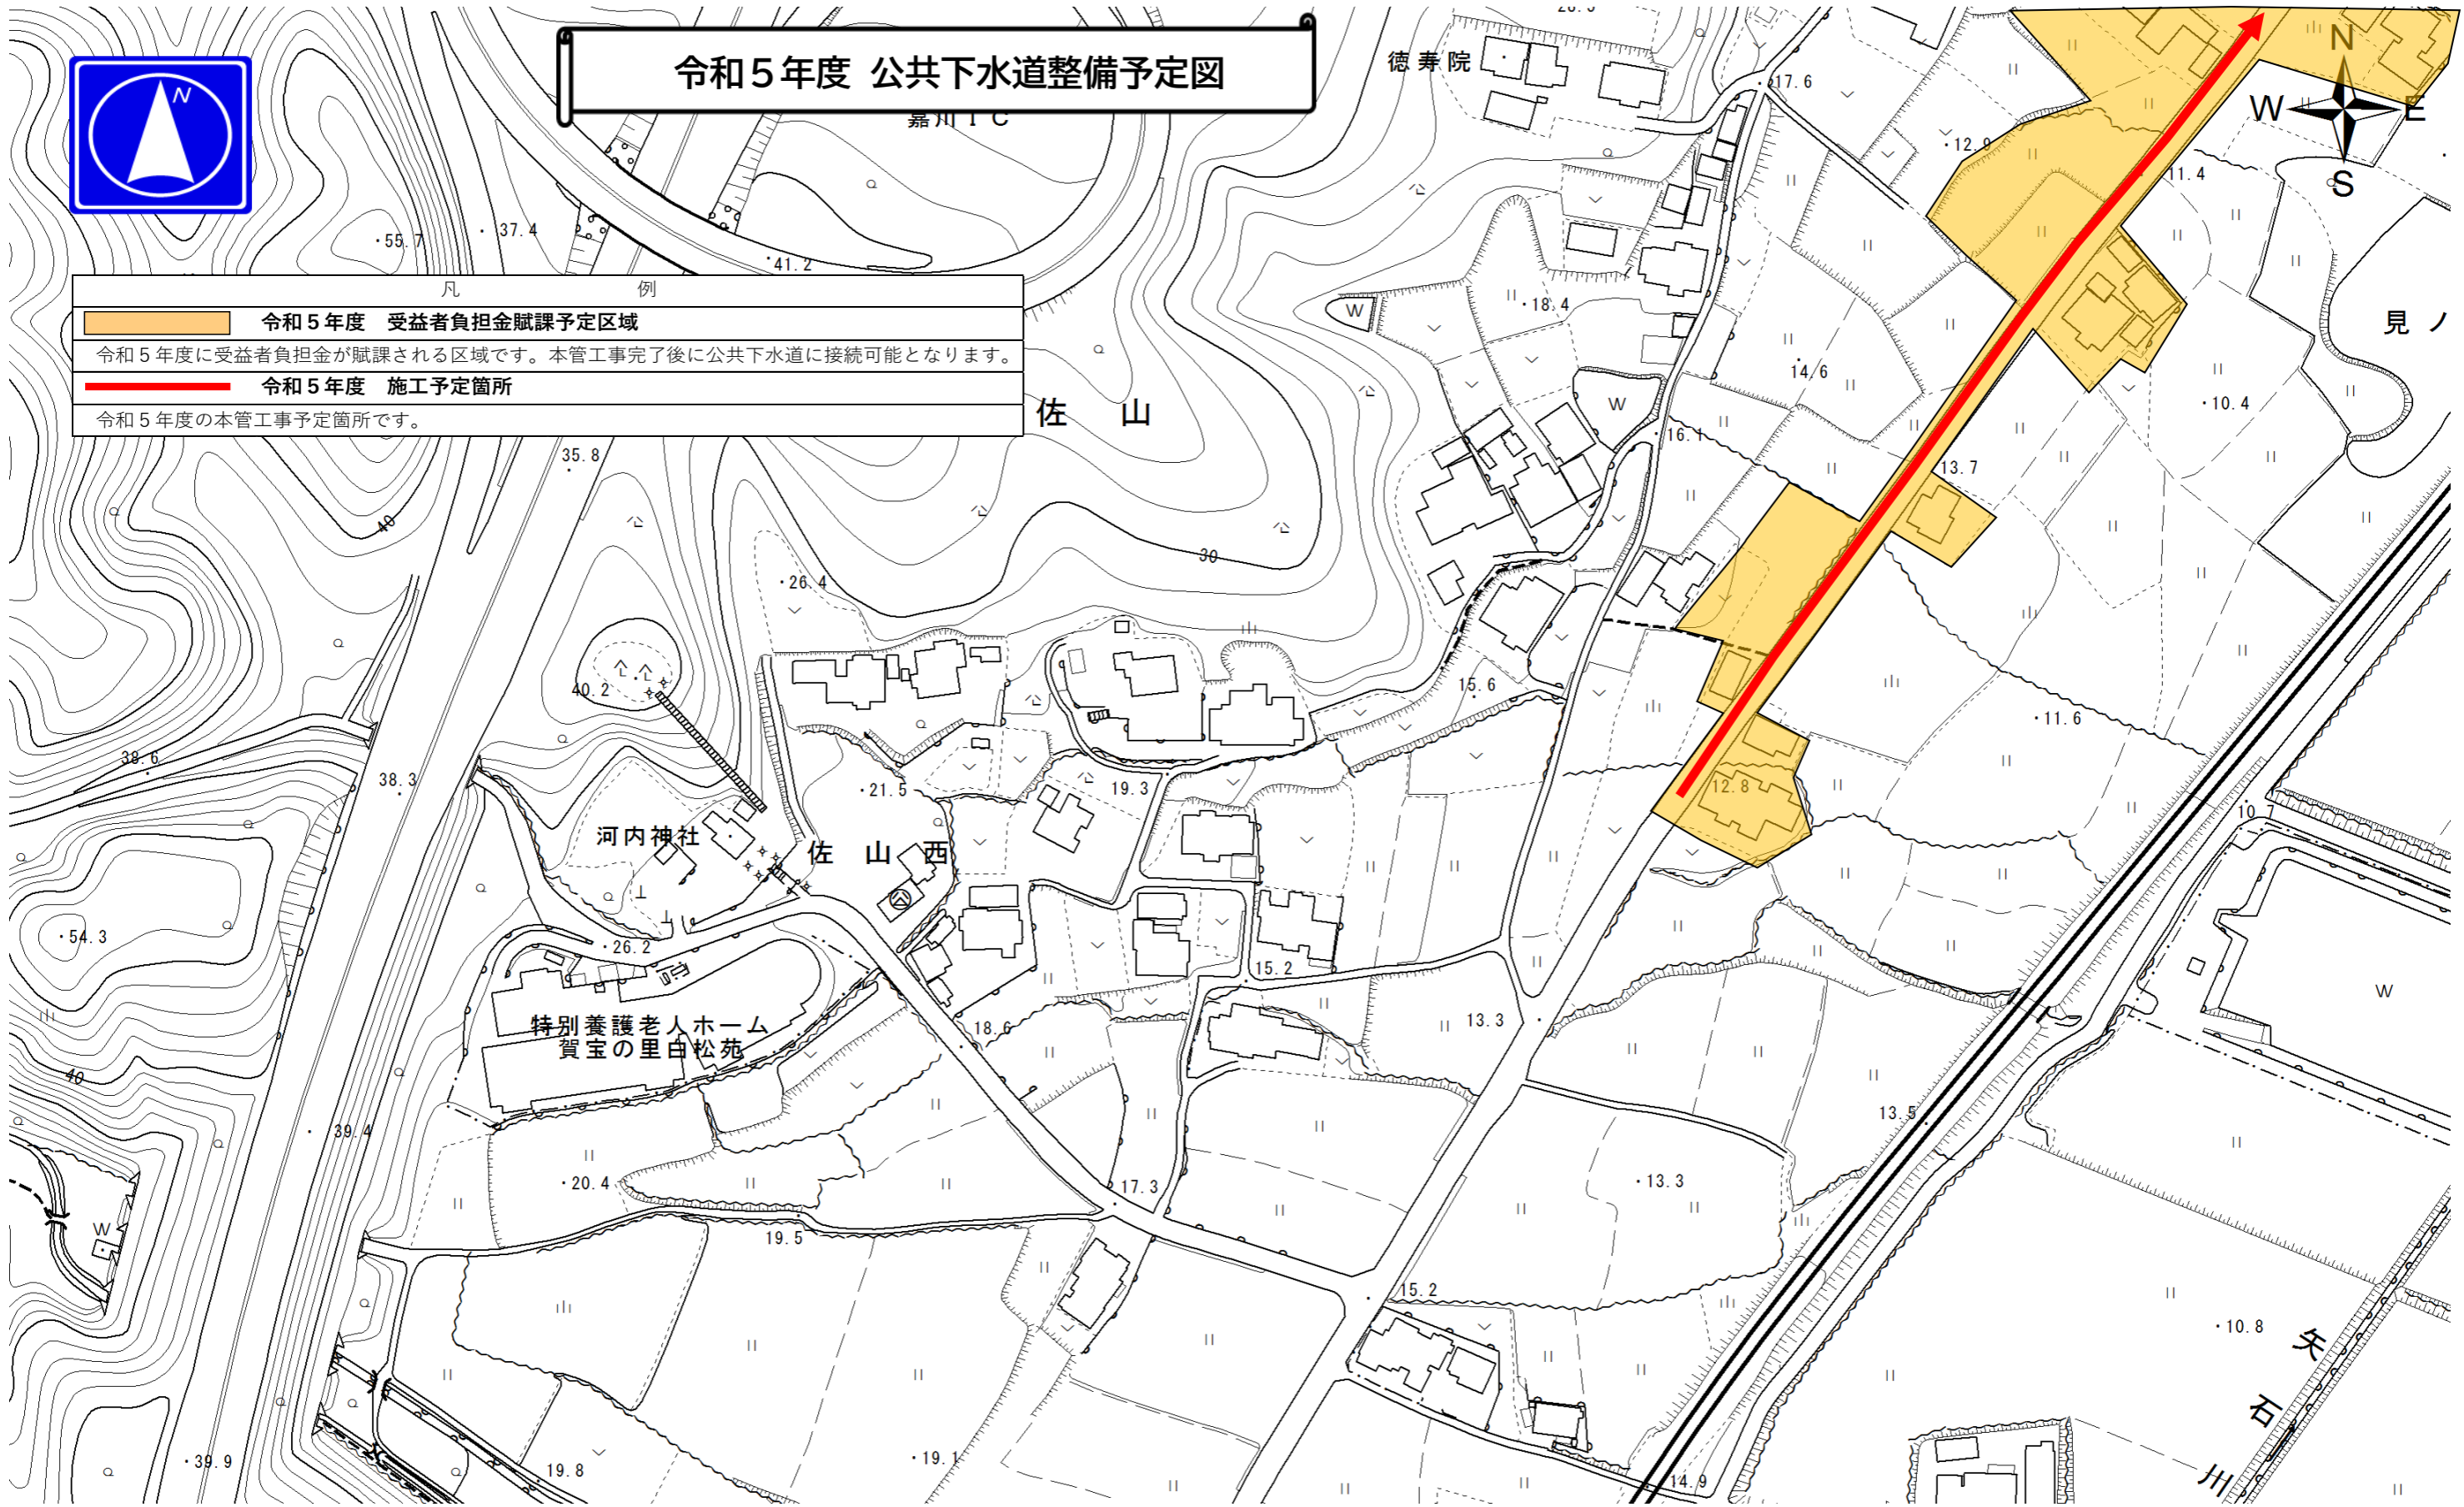 令和５年度 公共下水道整備予定図
N
嘉川ＩＣ
徳寿院
17.6
N
W
E
S
12.9
11.4
37.4
55.7
41.2
凡例
令和５年度 受益者負担金賦課予定区域
令和５年度に受益者負担金が賦課される区域です。本管工事完了後に公共下水道に接続可能となります。
令和５年度 施工予定箇所
令和５年度の本管工事予定箇所です。
W
18.4
見ノ
14.6
10.4
佐山
W
16.1
35.8
13.7
40
30
26.4
40.2
15.6
11.6
38.6
38.3
21.5
19.3
12.8
10.7
河内神社
佐山西
54.3
26.2
15.2
W
特別養護老人ホーム
賀宝の里白松苑
18.6
13.3
40
39.4
13.5
20.4
17.3
13.3
W
19.5
15.2
10.8
矢石川
39.9
19.8
19.1
14.9